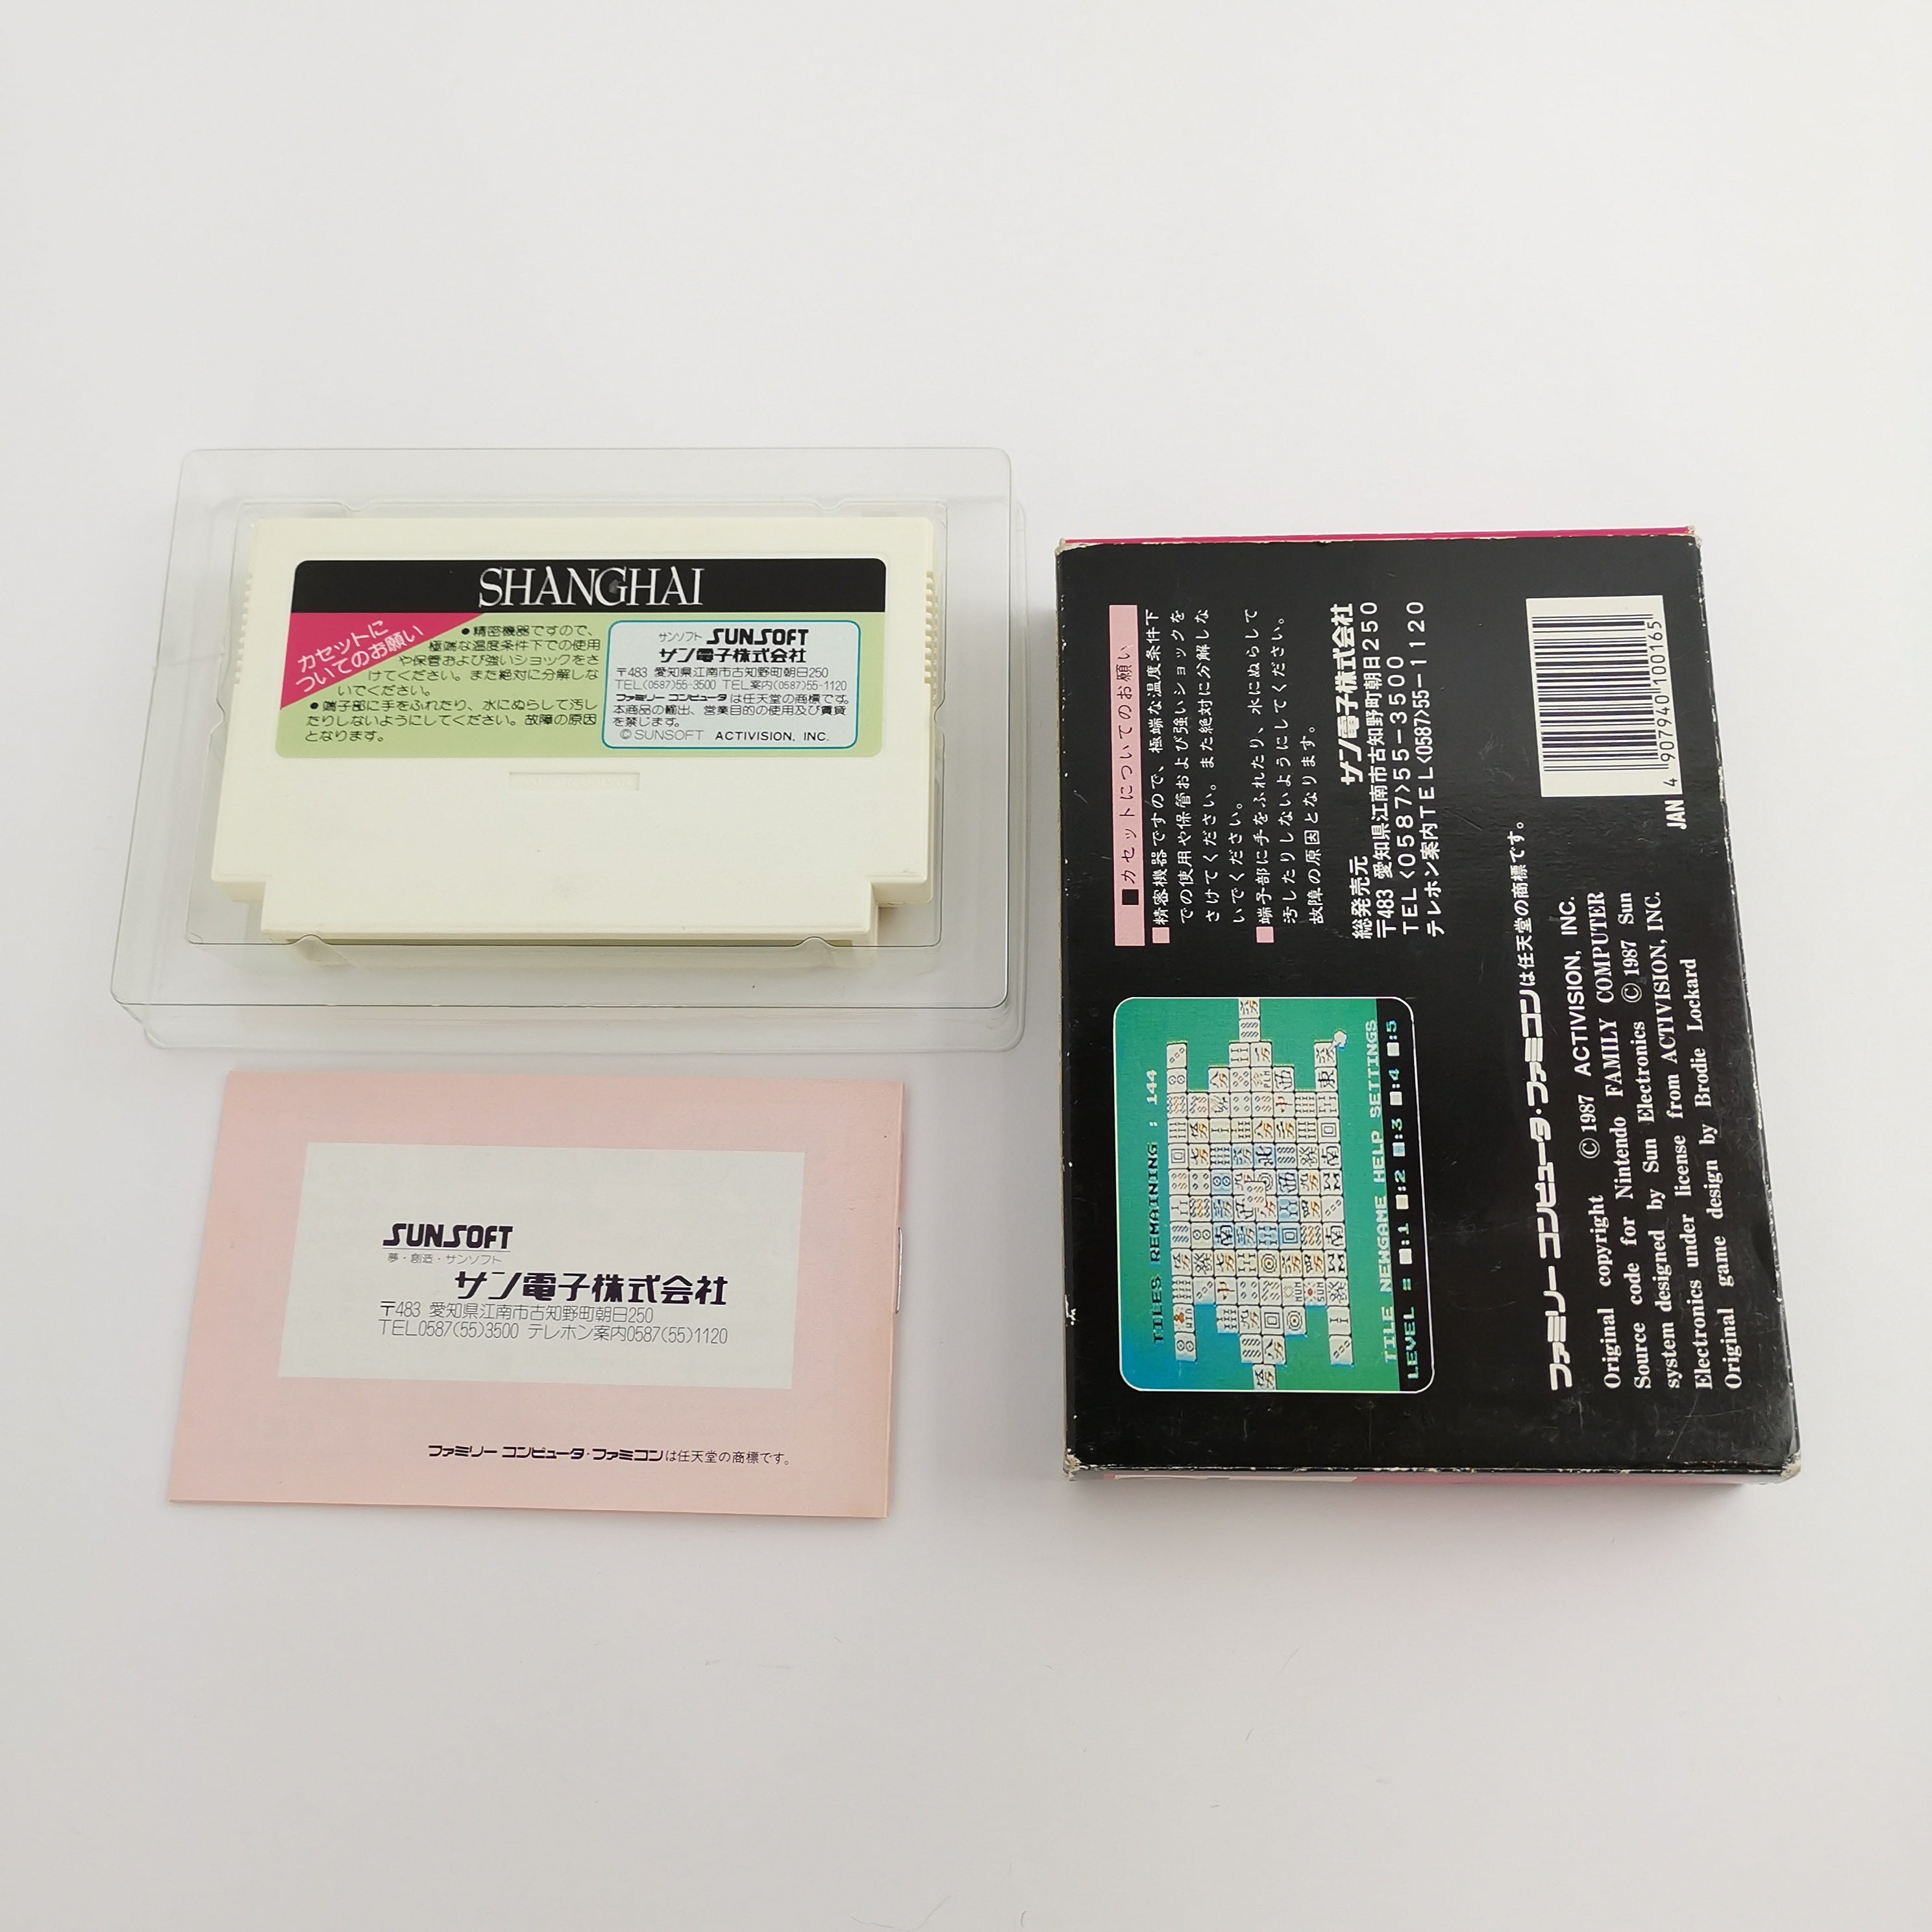 SHANGHAI
カセットに
ついてのお願い
●精密機器ですので、
極端な温度条件下での使用
や保管および強いショックをさ
けてください。また絶対に分解しな
いでください。
●端子部に手をふれたり、水にぬらして汚し
たりしないようにしてください。故障の原因
となります。
サンソフト SUNSOFT
サン電子株式会社
〒483 愛知県江南市古知野町朝日250
TEL(0587)55-3500 TEL案内(0587)55-1120
ファミリー コンピュータは任天堂の商標です。
本商品の輸出、営業目的の使用及び賃貸
を禁じます。
©SUNSOFT ACTIVISION, INC.
SUNSOFT
夢・創造・サンソフト
サン電子株式会社
〒483 愛知県江南市古知野町朝日250
TEL0587(55)3500 テレホン案内0587(55)1120
ファミリー コンピュータ・ファミコンは任天堂の商標です。
■カセットについてのお願い
精密機器ですので、極端な温度条件下
での使用や保管および強いショックを
さけてください。また絶対に分解しな
いでください。
端子部に手をふれたり、水にぬらして
汚したりしないようにしてください。
故障の原因となります。
総発売元 サン電子株式会社
〒483 愛知県江南市古知野町朝日250
TEL<0587>55-3500
テレホン案内TEL<0587>55-1120
TILES REMAINING : 144
TILE NEWGAME HELP SETTINGS
LEVEL = :1 :2 :3 :4 :5
ファミリー コンピュータ・ファミコンは任天堂の商標です。
Original copyright © 1987 ACTIVISION, INC.
Source code for Nintendo FAMILY COMPUTER
system designed by Sun Electronics © 1987 Sun
Electronics under license from ACTIVISION, INC.
Original game design by Brodie Lockard
JAN 4 907940 100165